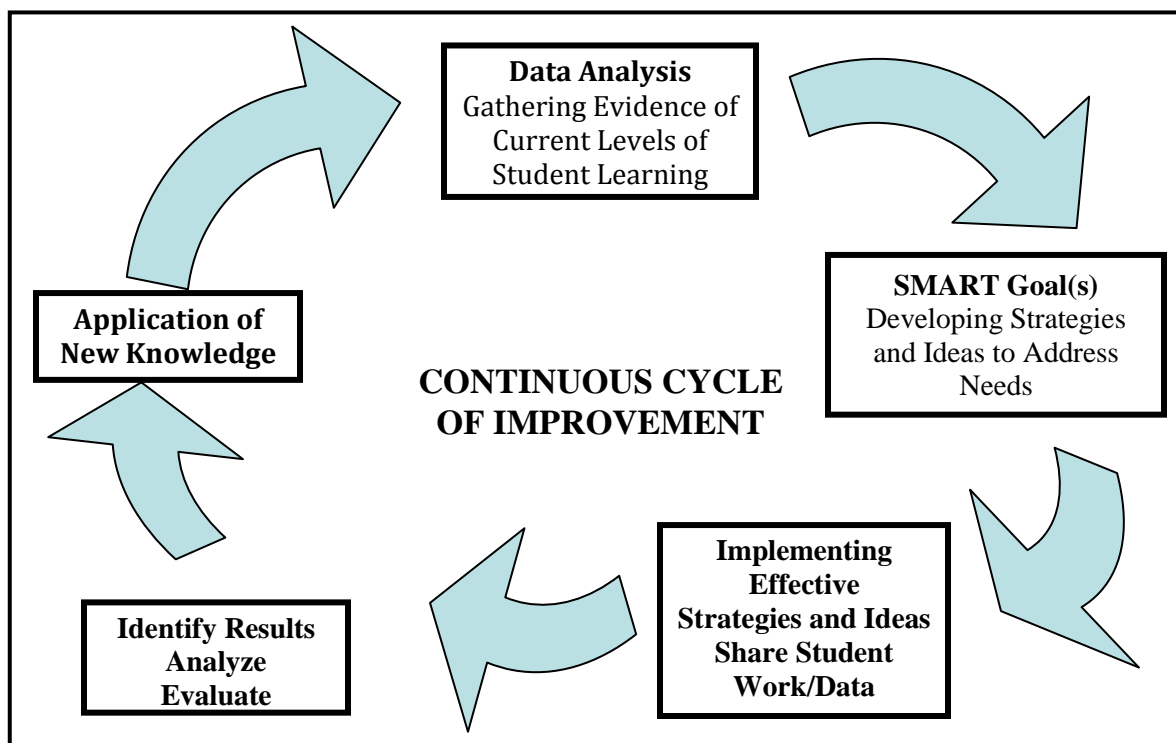 Data Analysis
Gathering Evidence of
Current Levels of
Student Learning
SMART Goal(s)
Developing Strategies
and Ideas to Address
Needs
Application of
New Knowledge
CONTINUOUS CYCLE
OF IMPROVEMENT
Implementing
Effective
Strategies and Ideas
Share Student
Work/Data
Identify Results
Analyze
Evaluate